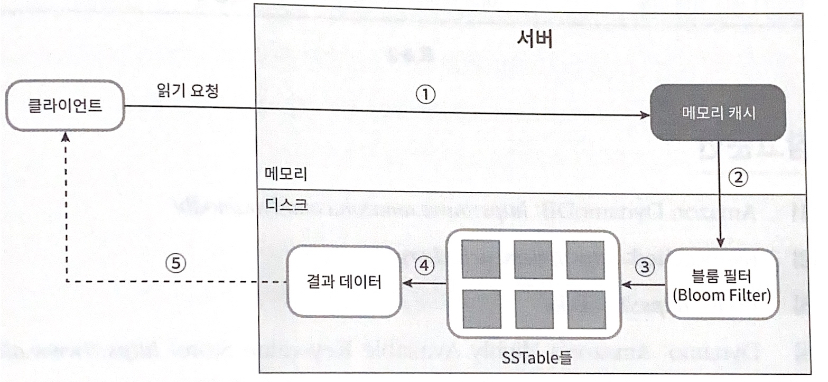 서버
읽기 요청
①
클라이언트
메모리 캐시
②
메모리
디스크
⑤
결과 데이터
④
③
블룸 필터
(Bloom Filter)
SSTable들